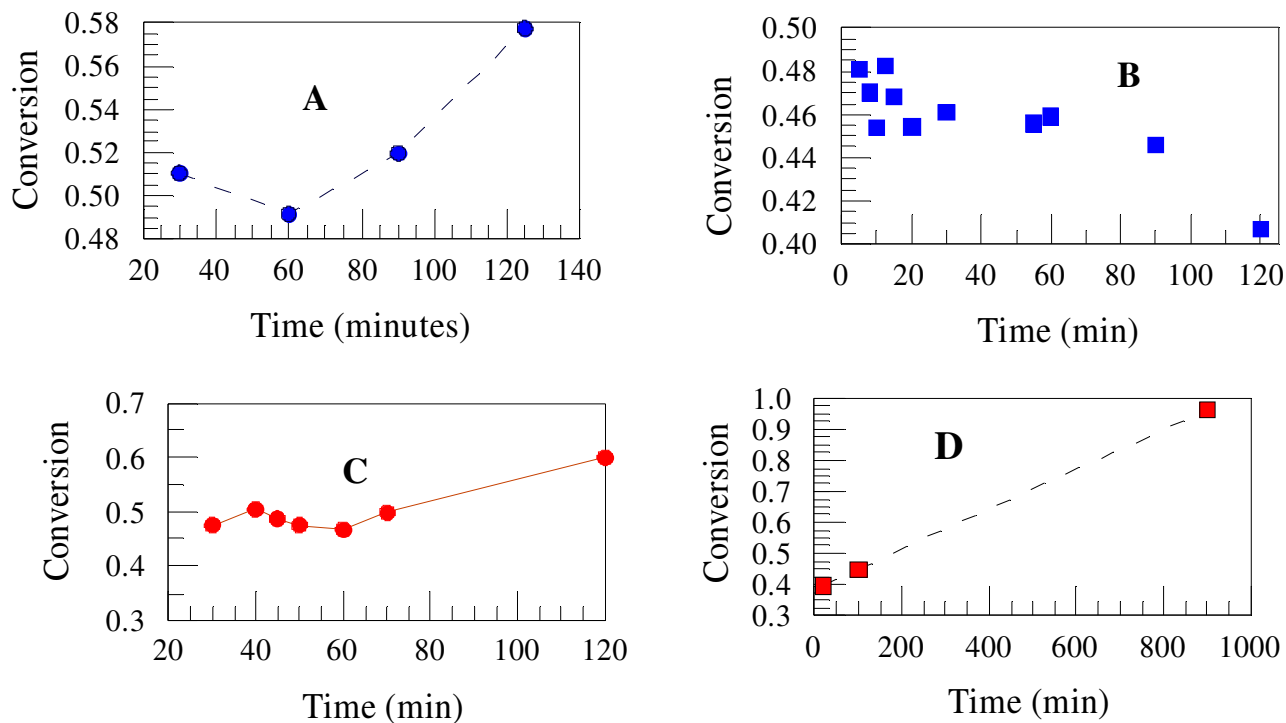 0.58
0.56
0.54
0.52
0.50
0.48
Conversion
A
20 40 60 80 100 120 140
Time (minutes)
0.50
0.48
0.46
0.44
0.42
0.40
Conversion
B
0 20 40 60 80 100 120
Time (min)
0.7
0.6
0.5
0.4
0.3
Conversion
C
20 40 60 80 100 120
Time (min)
1.0
0.9
0.8
0.7
0.6
0.5
0.4
0.3
Conversion
D
0 200 400 600 800 1000
Time (min)